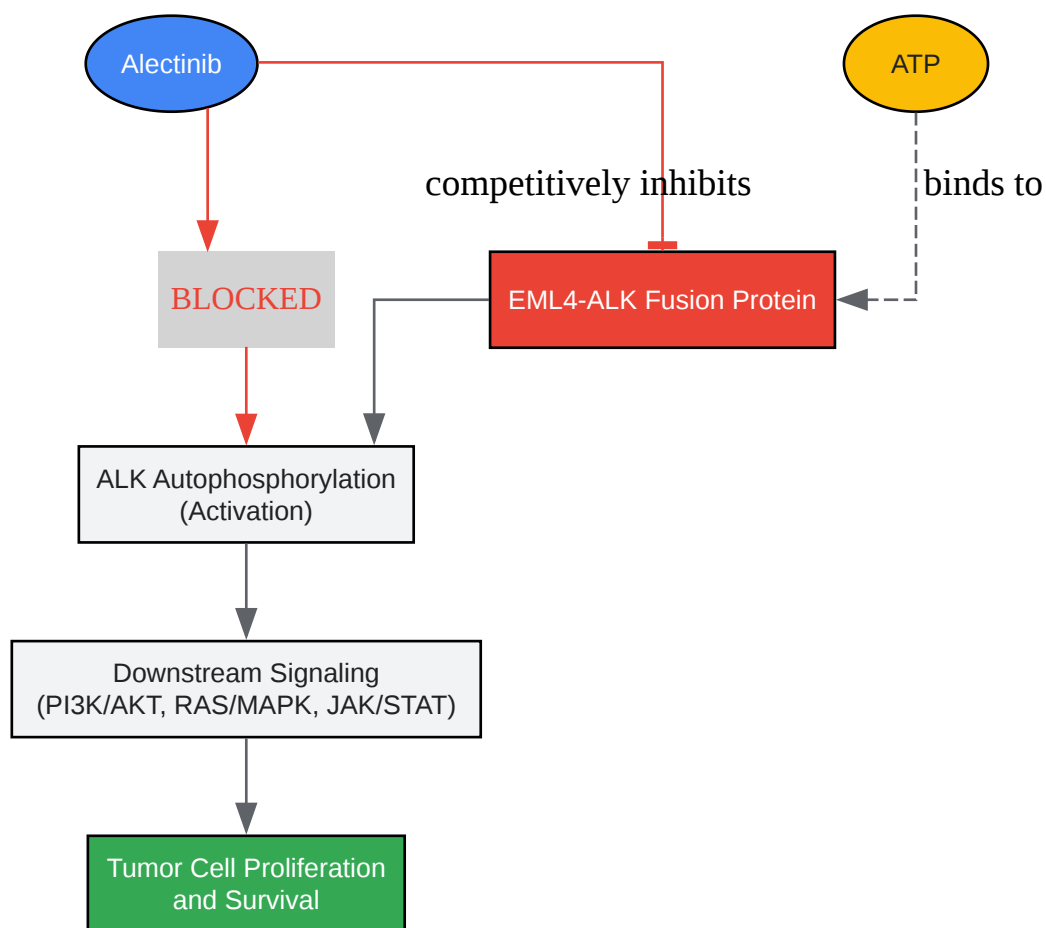 Alectinib
ATP
competitively inhibits
binds to
BLOCKED
EML4-ALK Fusion Protein
ALK Autophosphorylation
(Activation)
Downstream Signaling
(PI3K/AKT, RAS/MAPK, JAK/STAT)
Tumor Cell Proliferation
and Survival